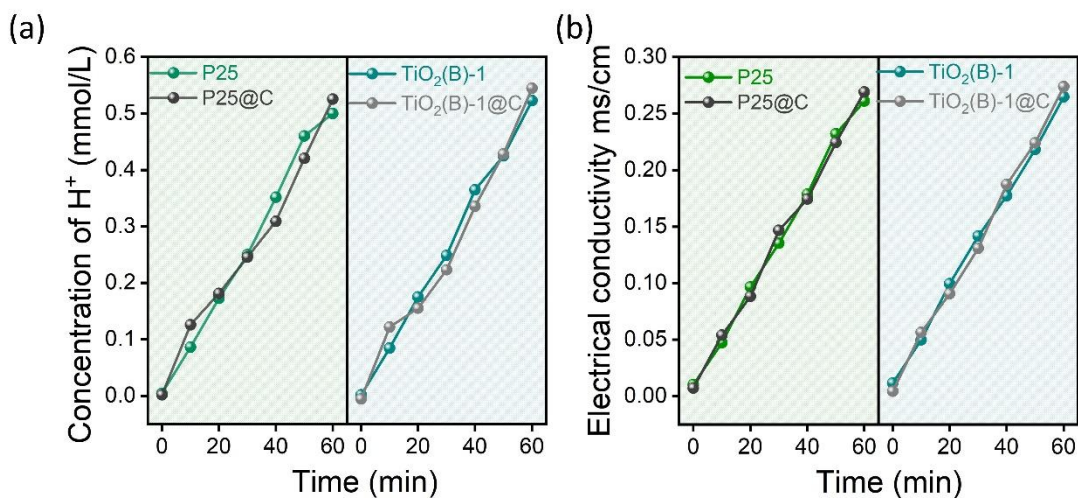 (a)
Concentration of H⁺ (mmol/L)
0.6
0.5
0.4
0.3
0.2
0.1
0.0
P25
P25@C
TiO₂(B)-1
TiO₂(B)-1@C
0 20 40 60 0 20 40 60
Time (min)
(b)
Electrical conductivity ms/cm
0.30
0.25
0.20
0.15
0.10
0.05
0.00
P25
P25@C
TiO₂(B)-1
TiO₂(B)-1@C
0 20 40 60 0 20 40 60
Time (min)